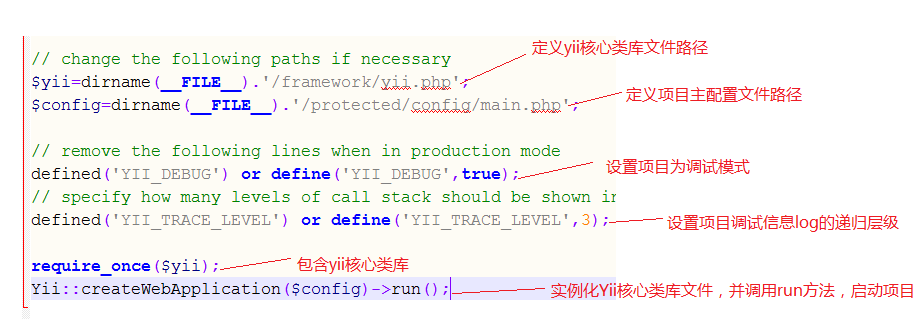 // change the following paths if necessary
定义yii核心类库文件路径
$yii=dirname(__FILE__).'/framework/yii.php';
$config=dirname(__FILE__).'/protected/config/main.php';
定义项目主配置文件路径
// remove the following lines when in production mode
defined('YII_DEBUG') or define('YII_DEBUG',true);
设置项目为调试模式
// specify how many levels of call stack should be shown in
defined('YII_TRACE_LEVEL') or define('YII_TRACE_LEVEL',3);
设置项目调试信息log的递归层级
require_once($yii);
包含yii核心类库
Yii::createWebApplication($config)->run();
实例化Yii核心类库文件，并调用run方法，启动项目